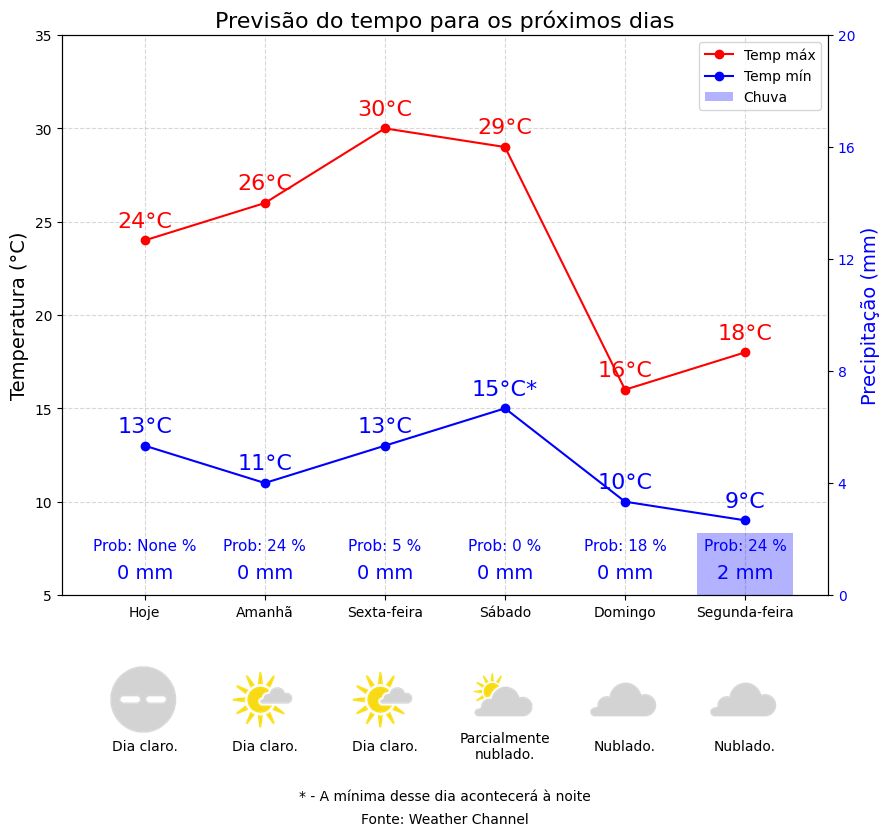 Previsão do tempo para os próximos dias
35
30
25
20
15
10
5
Temperatura (°C)
20
16
12
8
4
0
Precipitação (mm)
Temp máx
Temp mín
Chuva
24°C
26°C
30°C
29°C
16°C
18°C
13°C
11°C
13°C
15°C*
10°C
9°C
Prob: None % Prob: 24 % Prob: 5 % Prob: 0 % Prob: 18 % Prob: 24 %
0 mm 0 mm 0 mm 0 mm 0 mm 2 mm
Hoje Amanhã Sexta-feira Sábado Domingo Segunda-feira
Dia claro. Dia claro. Dia claro. Parcialmente nublado. Nublado. Nublado.
* - A mínima desse dia acontecerá à noite
Fonte: Weather Channel